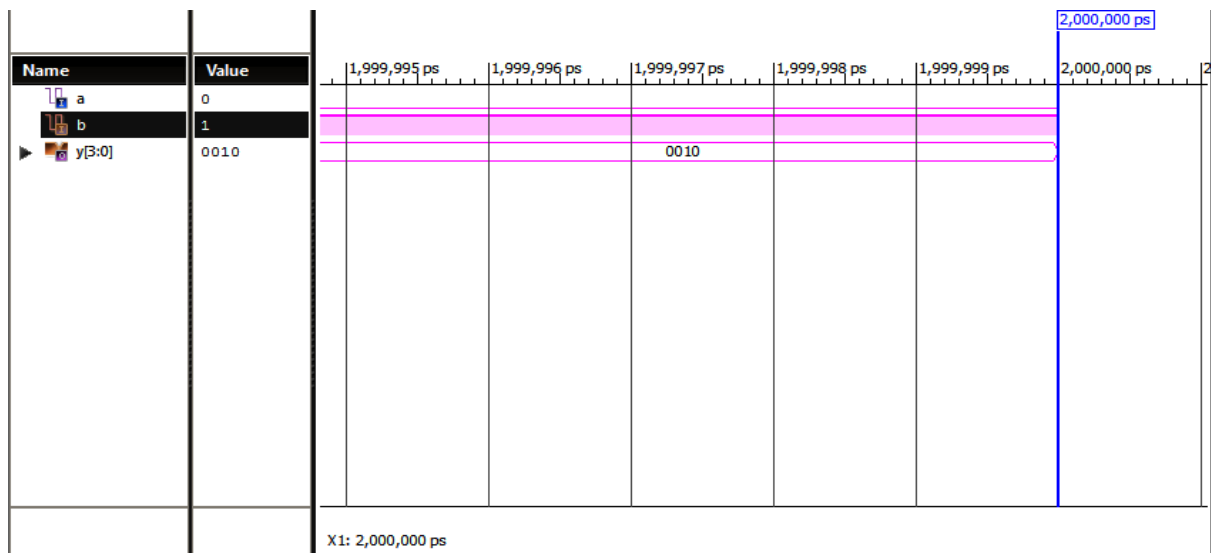 2,000,000 ps
Name Value 1,999,995 ps 1,999,996 ps 1,999,997 ps 1,999,998 ps 1,999,999 ps 2,000,000 ps 2
a 0
b 1
y[3:0] 0010 0010
X1: 2,000,000 ps